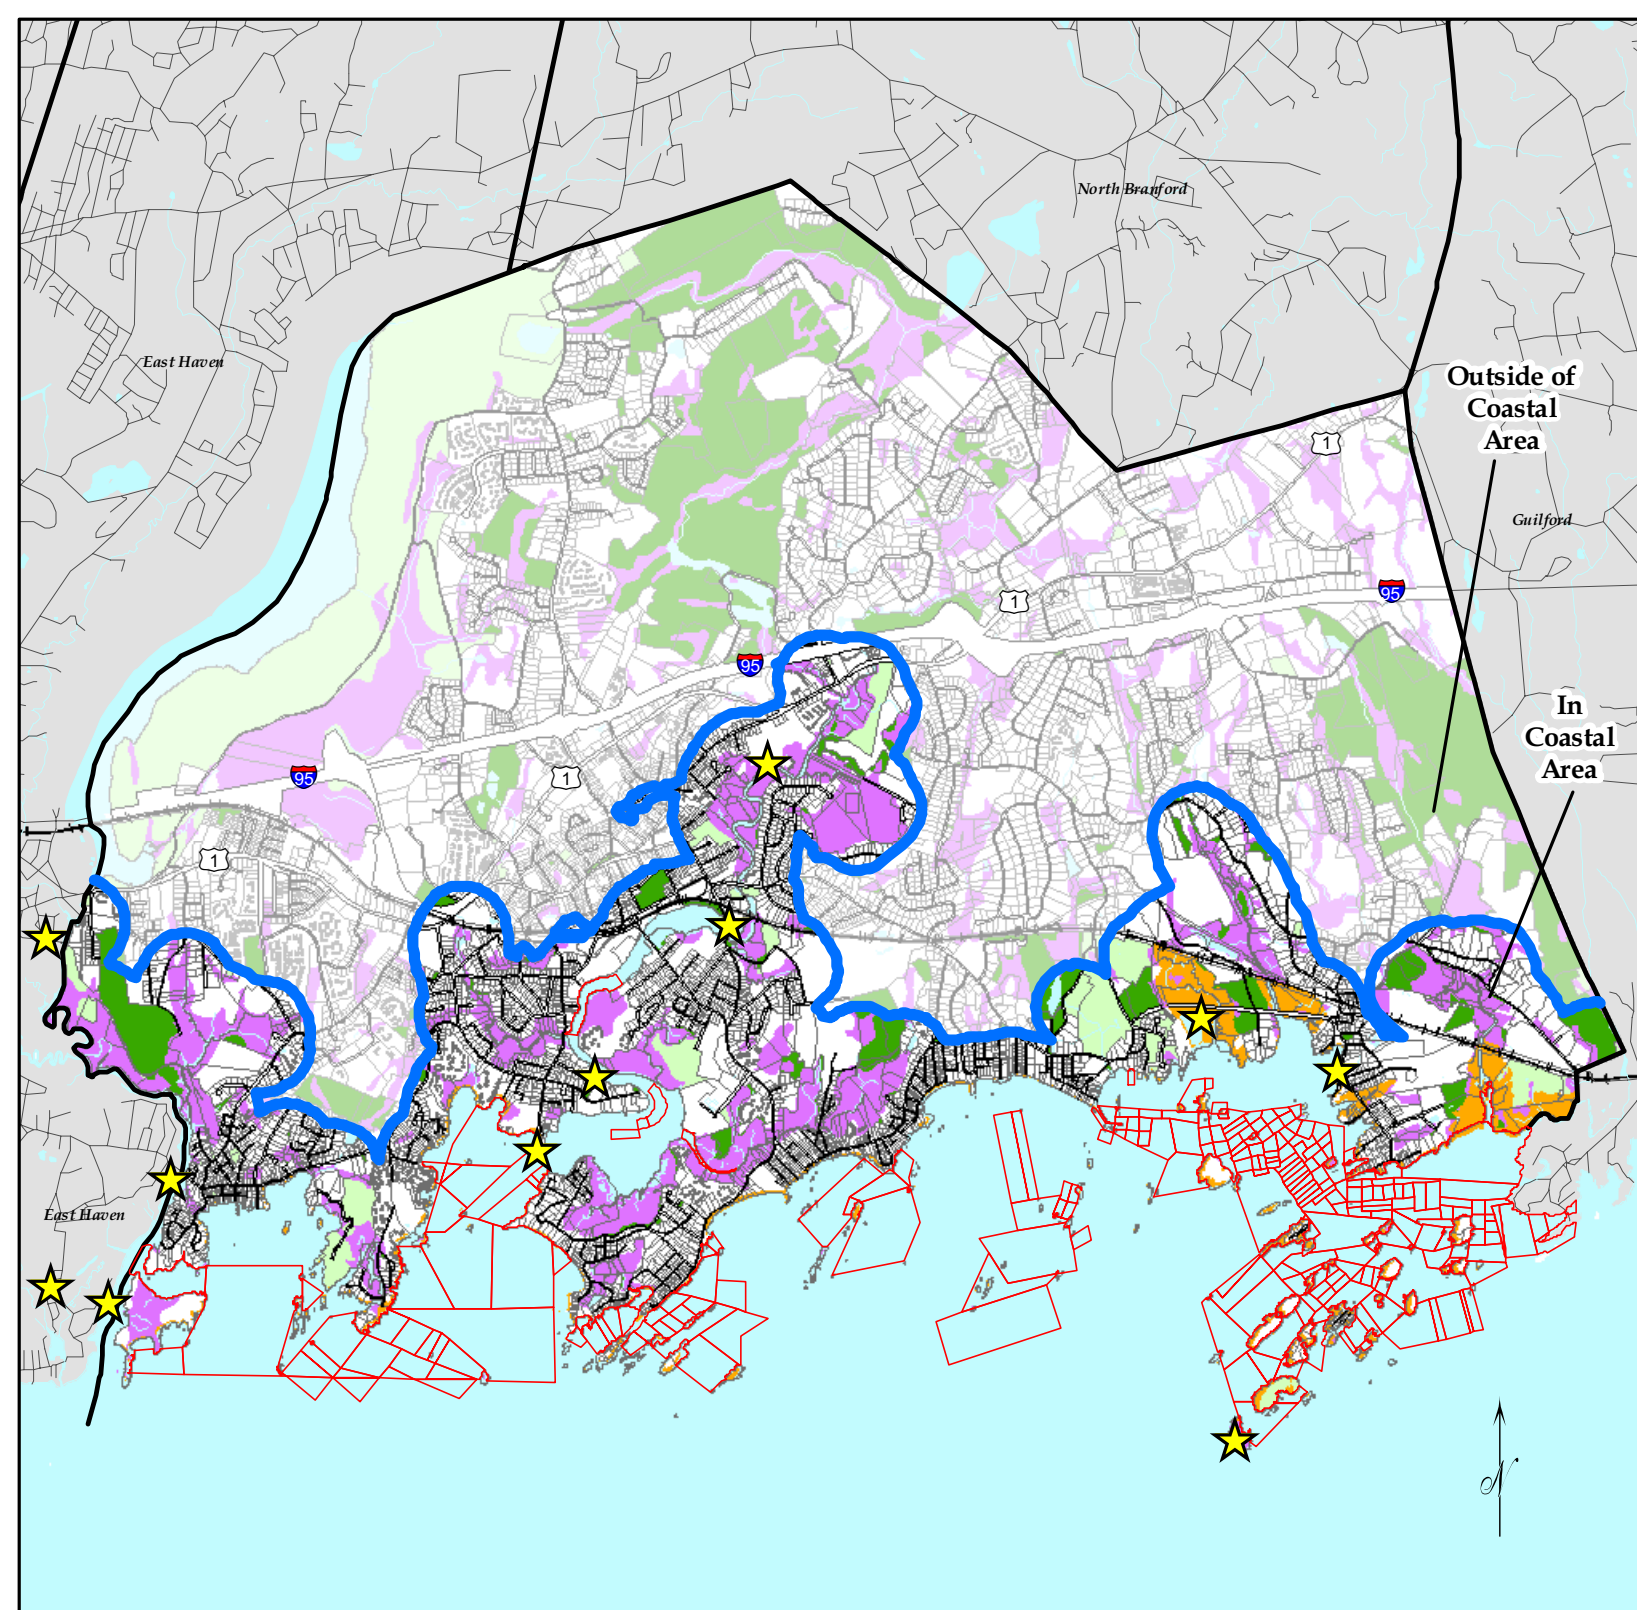 North Branford
East Haven
Outside of
Coastal
Area
1
Guilford
95
1
95
In
Coastal
Area
95
1
1
East Haven
N